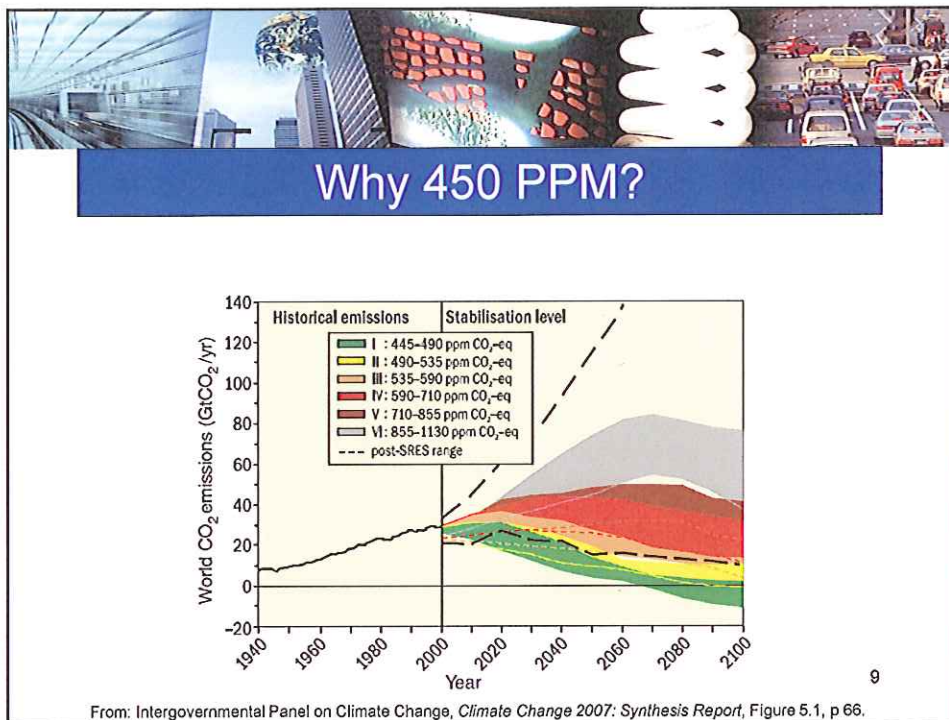 Why 450 PPM?
140
120
100
80
60
40
20
0
–20
World CO₂ emissions (GtCO₂/yr)
Historical emissions
Stabilisation level
I : 445–490 ppm CO₂-eq
II : 490–535 ppm CO₂-eq
III : 535–590 ppm CO₂-eq
IV : 590–710 ppm CO₂-eq
V : 710–855 ppm CO₂-eq
VI : 855–1130 ppm CO₂-eq
post-SRES range
1940 1960 1980 2000 2020 2040 2060 2080 2100
Year
9
From: Intergovernmental Panel on Climate Change, Climate Change 2007: Synthesis Report, Figure 5.1, p 66.